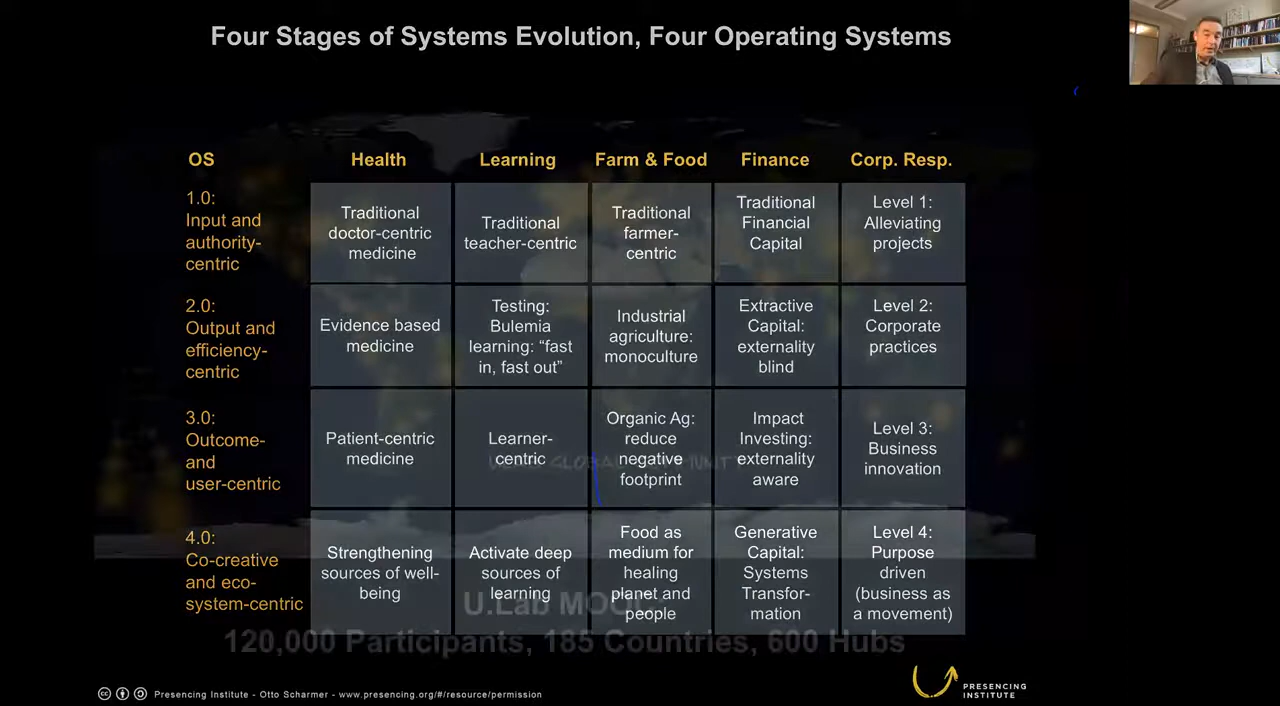 Four Stages of Systems Evolution, Four Operating Systems
OS
Health
Learning
Farm & Food
Finance
Corp. Resp.
1.0:
Input and
authority-
centric
Traditional
doctor-centric
medicine
Traditional
teacher-centric
Traditional
farmer-
centric
Traditional
Financial
Capital
Level 1:
Alleviating
projects
2.0:
Output and
efficiency-
centric
Evidence based
medicine
Testing:
Bulemia
learning: “fast
in, fast out”
Industrial
agriculture:
monoculture
Extractive
Capital:
externality
blind
Level 2:
Corporate
practices
3.0:
Outcome-
and
user-centric
Patient-centric
medicine
Learner-
centric
Organic Ag:
reduce
negative
footprint
Impact
Investing:
externality
aware
Level 3:
Business
innovation
4.0:
Co-creative
and eco-
system-centric
Strengthening
sources of well-
being
Activate deep
sources of
learning
Food as
medium for
healing
planet and
people
Generative
Capital:
Systems
Transfor-
mation
Level 4:
Purpose
driven
(business as
a movement)
U.Lab MOOC
120,000 Participants, 185 Countries, 600 Hubs
Presencing Institute - Otto Scharmer - www.presencing.org/#/resource/permission
PRESENCING
INSTITUTE